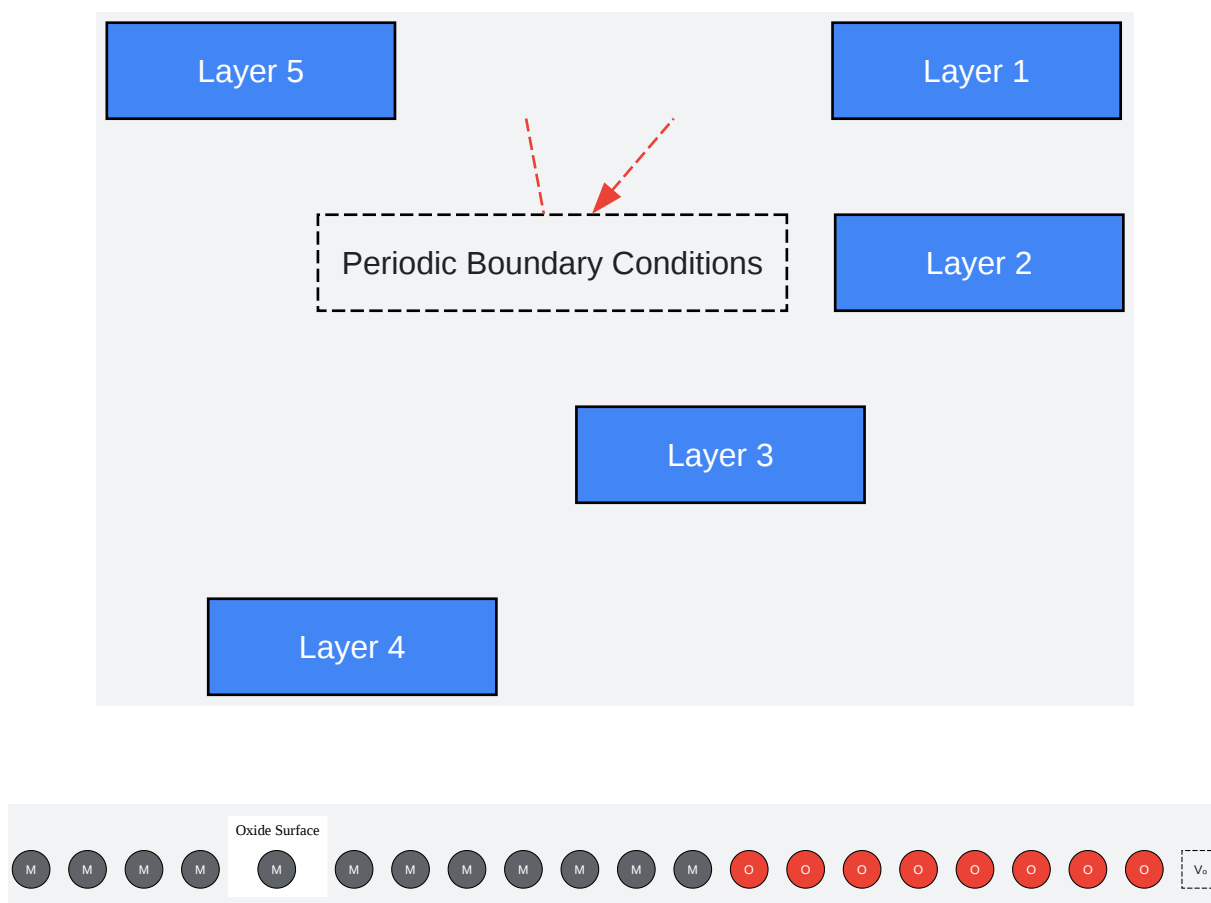 Layer 5
Layer 1
Periodic Boundary Conditions
Layer 2
Layer 3
Layer 4
Oxide Surface
M M M M M M M M M M M M O O O O O O O O Vₒ